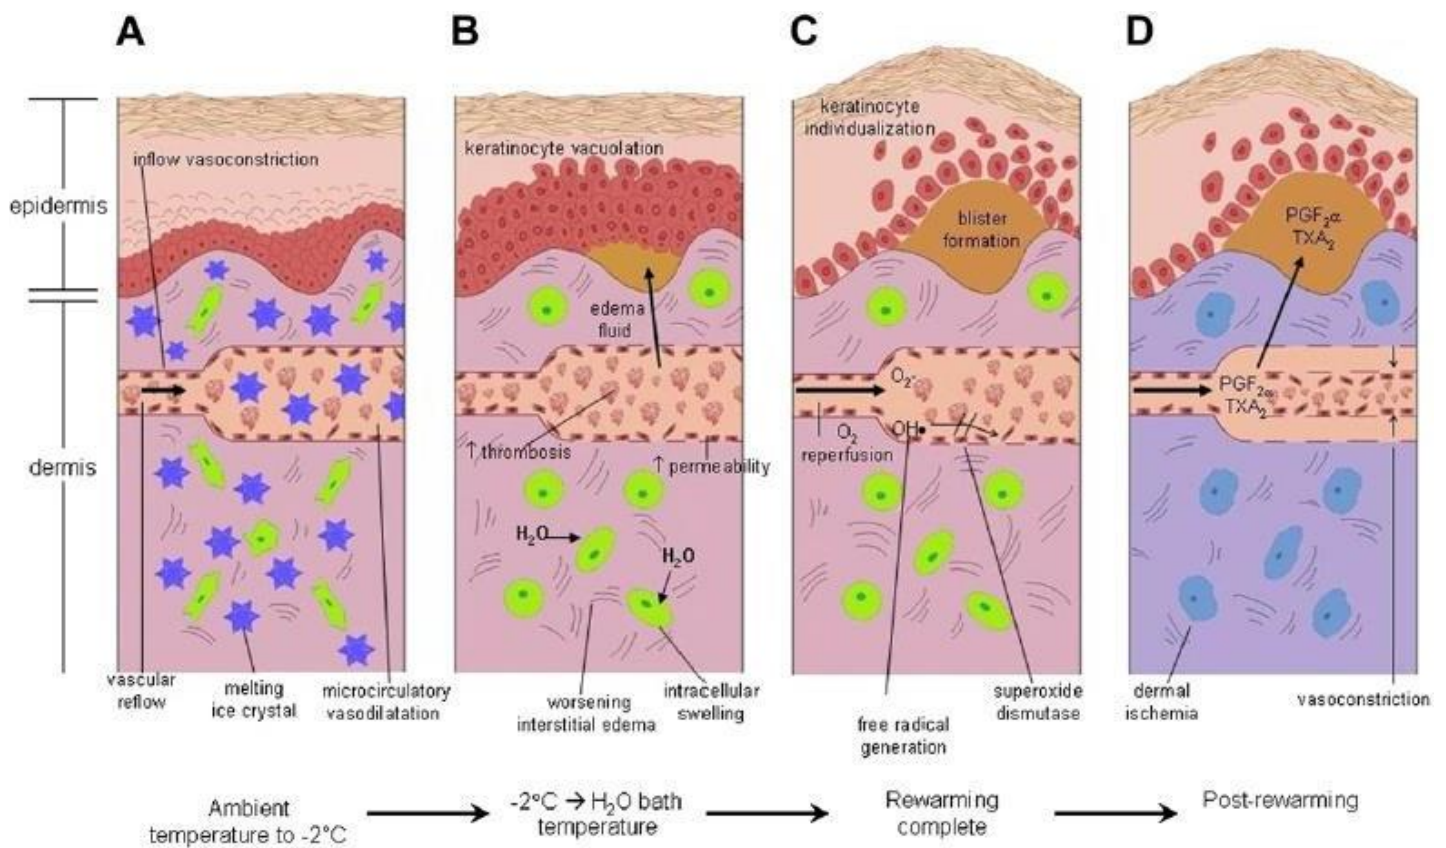 A
B
C
D
epidermis
dermis
inflow vasoconstriction
vascular
reflow
melting
ice crystal
microcirculatory
vasodilatation
keratinocyte vacuolation
edema
fluid
↑ thrombosis
↑ permeability
H₂O
H₂O
worsening
interstitial edema
intracellular
swelling
keratinocyte
individualization
blister
formation
O₂-
OH•
O₂
reperfusion
free radical
generation
superoxide
dismutase
PGF₂α
TXA₂
PGF₂α
TXA₂
dermal
ischemia
vasoconstriction
Ambient
temperature to -2°C
-2°C → H₂O bath
temperature
Rewarming
complete
Post-rewarming